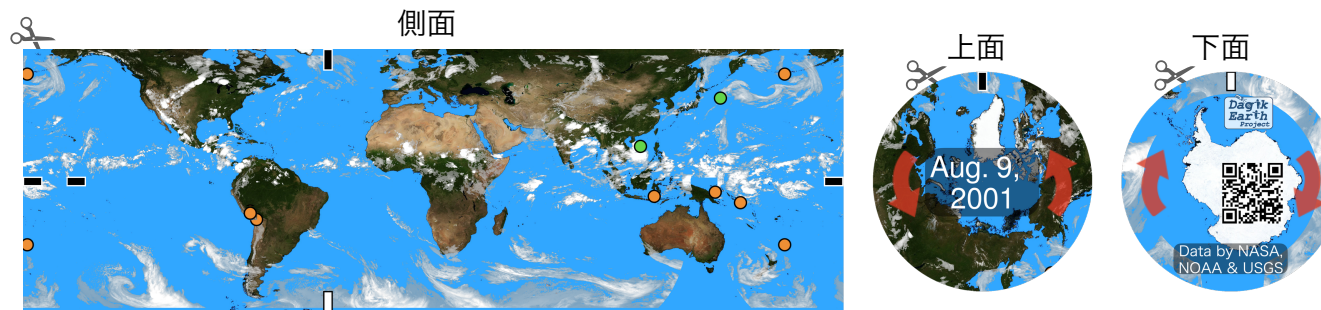 側面
上面
下面
Aug. 9,
2001
Dagik
Earth
Project
Data by NASA,
NOAA & USGS